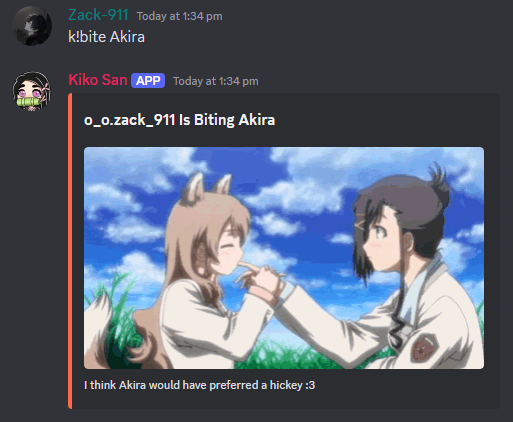 Zack-911 Today at 1:34 pm
k!bite Akira
Kiko San APP Today at 1:34 pm
o_o.zack_911 Is Biting Akira
I think Akira would have preferred a hickey :3